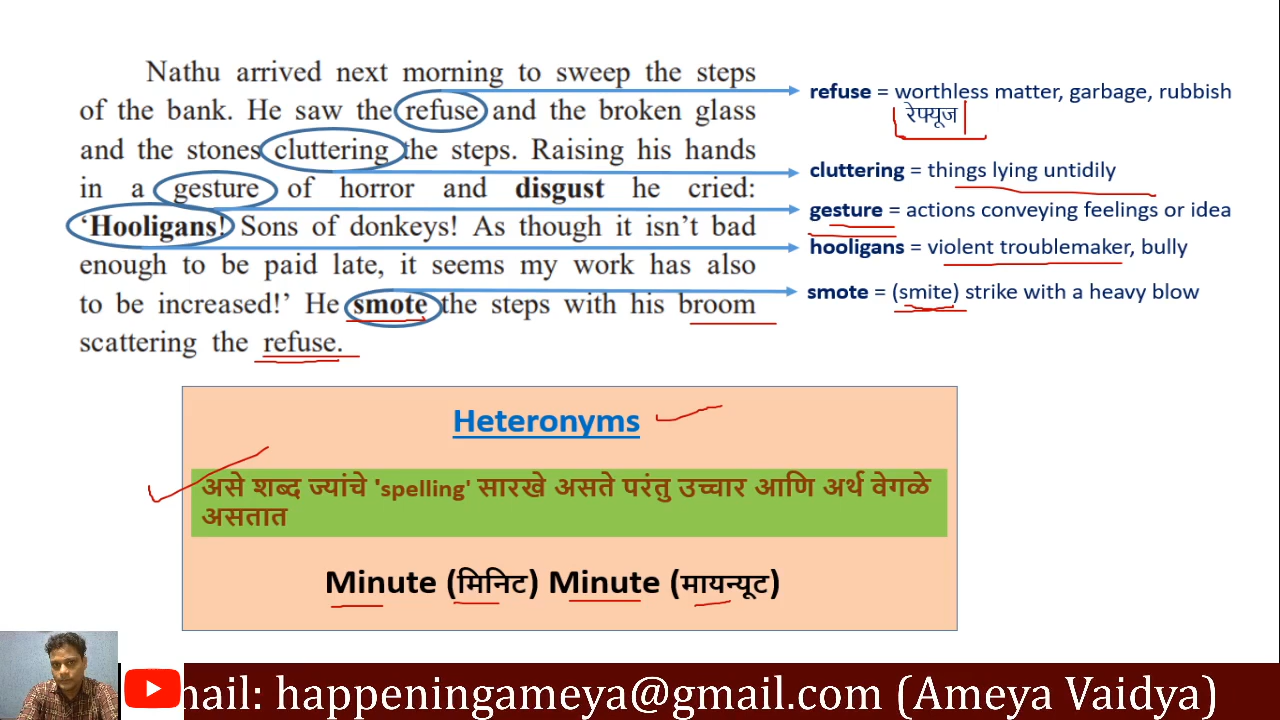 Nathu arrived next morning to sweep the steps
of the bank. He saw the refuse and the broken glass
and the stones cluttering the steps. Raising his hands
in a gesture of horror and disgust he cried:
‘Hooligans! Sons of donkeys! As though it isn’t bad
enough to be paid late, it seems my work has also
to be increased!’ He smote the steps with his broom
scattering the refuse.
refuse = worthless matter, garbage, rubbish
रेफ्यूज
cluttering = things lying untidily
gesture = actions conveying feelings or idea
hooligans = violent troublemaker, bully
smote = (smite) strike with a heavy blow
Heteronyms
असे शब्द ज्यांचे 'spelling' सारखे असते परंतु उच्चार आणि अर्थ वेगळे
असतात
Minute (मिनिट) Minute (मायन्यूट)
mail: happeningameya@gmail.com (Ameya Vaidya)